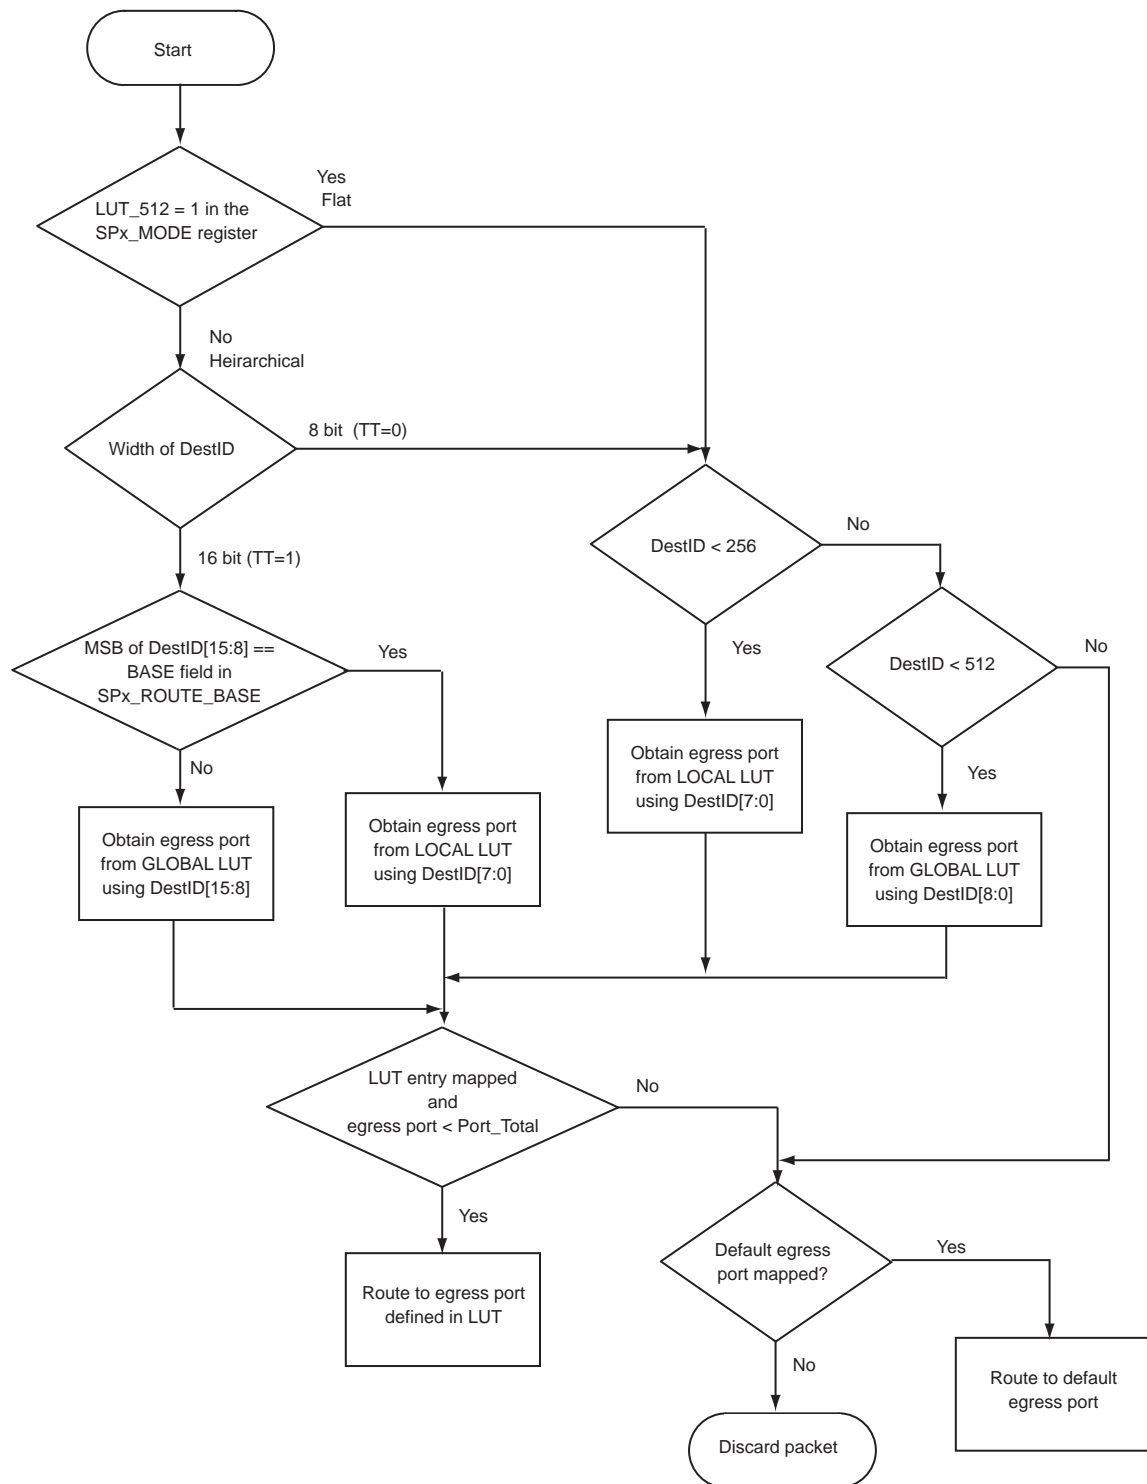 Start
Yes
Flat
LUT_512 = 1 in the
SPx_MODE register
No
Heirarchical
8 bit (TT=0)
Width of DestID
No
DestID < 256
16 bit (TT=1)
MSB of DestID[15:8] ==
BASE field in
SPx_ROUTE_BASE
Yes
Yes
DestID < 512
No
No
Obtain egress port
from LOCAL LUT
using DestID[7:0]
Yes
Obtain egress port
from GLOBAL LUT
using DestID[15:8]
Obtain egress port
from LOCAL LUT
using DestID[7:0]
Obtain egress port
from GLOBAL LUT
using DestID[8:0]
LUT entry mapped
and
egress port < Port_Total
No
Yes
Default egress
port mapped?
Yes
Route to egress port
defined in LUT
No
Route to default
egress port
Discard packet